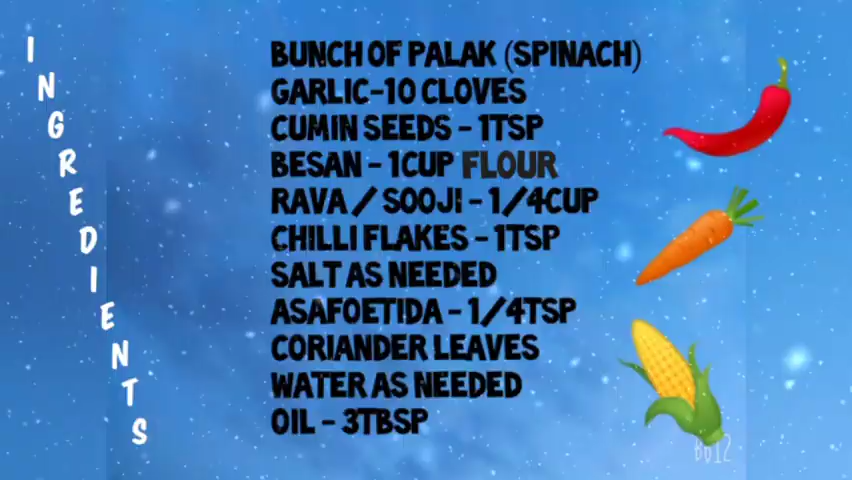 INGREDIENTS
BUNCH OF PALAK (SPINACH)
GARLIC-10 CLOVES
CUMIN SEEDS - 1TSP
BESAN - 1CUP FLOUR
RAVA / SOOJI - 1/4CUP
CHILLI FLAKES - 1TSP
SALT AS NEEDED
ASAFOETIDA - 1/4TSP
CORIANDER LEAVES
WATER AS NEEDED
OIL - 3TBSP